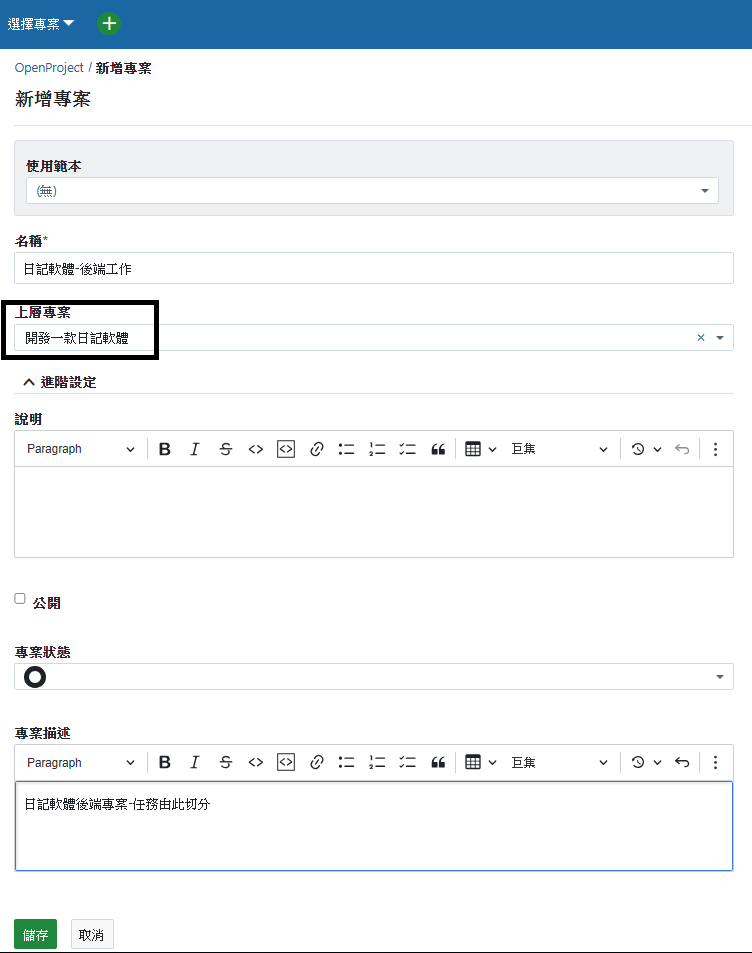 選擇專案
OpenProject / 新增專案
新增專案
使用範本
(無)
名稱*
日記軟體-後端工作
上層專案
開發一款日記軟體
進階設定
說明
Paragraph 巨集
公開
專案狀態
專案描述
Paragraph 巨集
日記軟體後端專案-任務由此切分
儲存 取消